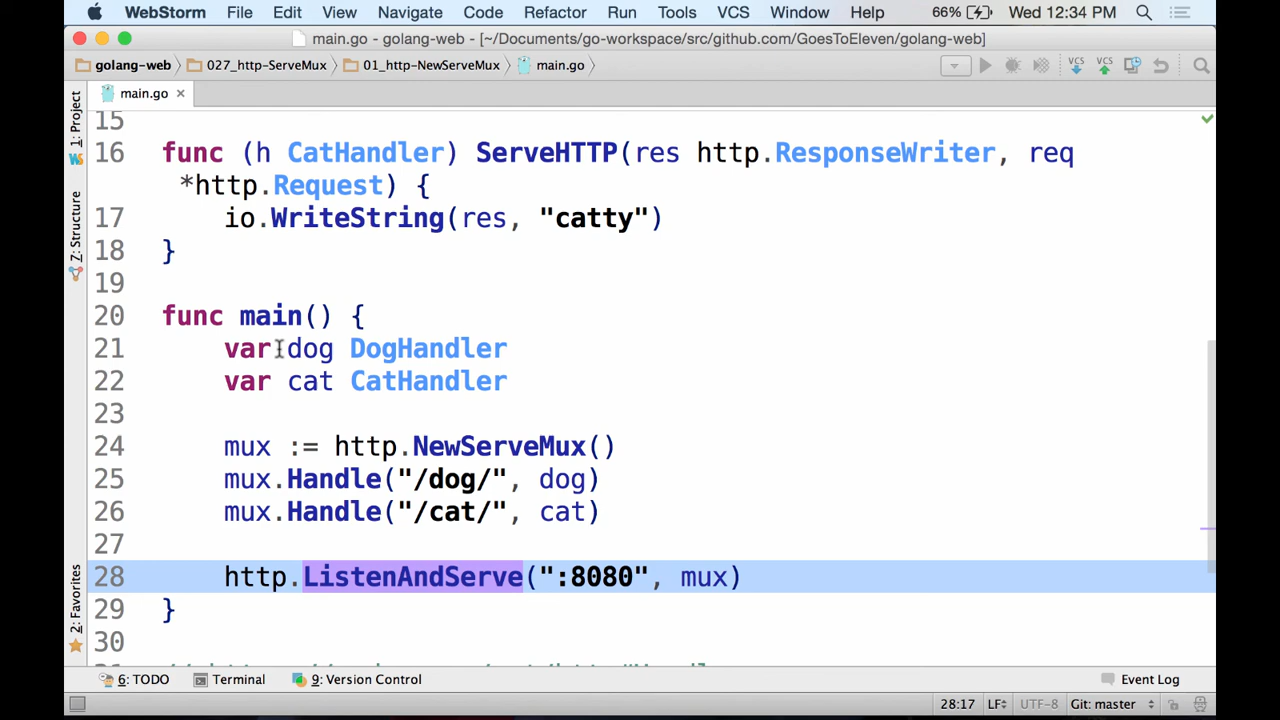 WebStorm File Edit View Navigate Code Refactor Run Tools VCS Window Help 66% Wed 12:34 PM
main.go - golang-web - [~/Documents/go-workspace/src/github.com/GoesToEleven/golang-web]
golang-web 027_http-ServeMux 01_http-NewServeMux main.go VCS VCS
main.go
1: Project
7: Structure
2: Favorites
15
16 func (h CatHandler) ServeHTTP(res http.ResponseWriter, req
*http.Request) {
17 io.WriteString(res, "catty")
18 }
19
20 func main() {
21 var dog DogHandler
22 var cat CatHandler
23
24 mux := http.NewServeMux()
25 mux.Handle("/dog/", dog)
26 mux.Handle("/cat/", cat)
27
28 http.ListenAndServe(":8080", mux)
29 }
30
6: TODO Terminal 9: Version Control Event Log
28:17 LF UTF-8 Git: master